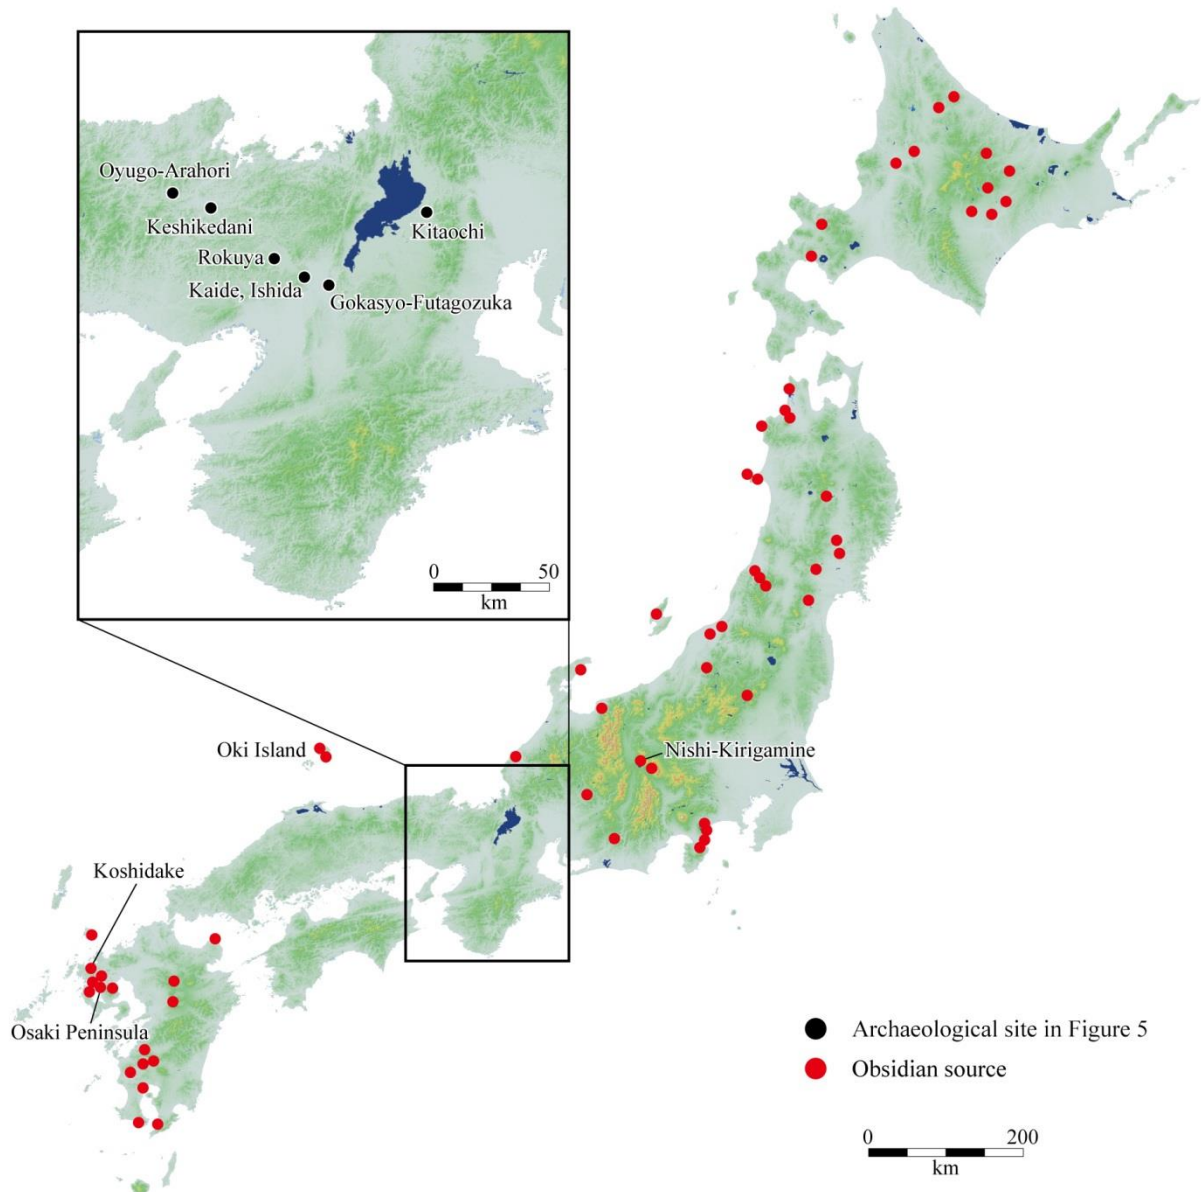 Oyugo-Arahori
Keshikedani
Kitaochi
Rokuya
Kaide, Ishida
Gokasyo-Futagozuka
0 50
km
Oki Island
Nishi-Kirigamine
Koshidake
Osaki Peninsula
Archaeological site in Figure 5
Obsidian source
0 200
km